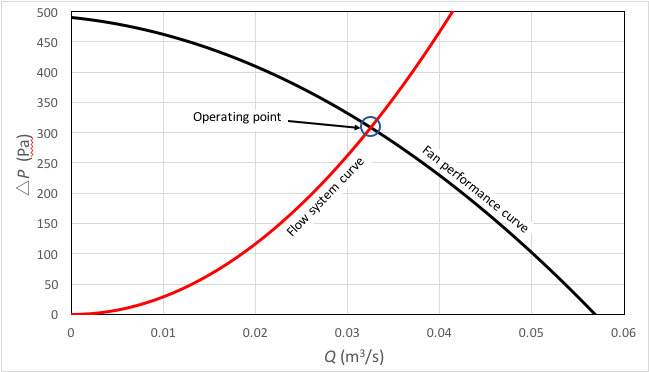 500
450
400
350
300
250
200
150
100
50
0
△P (Pa)
Operating point
Flow system curve
Fan performance curve
0 0.01 0.02 0.03 0.04 0.05 0.06
Q (m³/s)